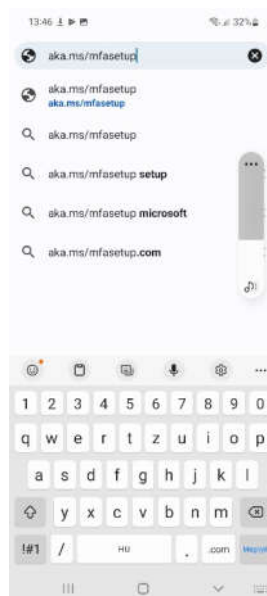 13:46
32%
aka.ms/mfasetup
aka.ms/mfasetup
aka.ms/mfasetup
aka.ms/mfasetup
aka.ms/mfasetup setup
aka.ms/mfasetup microsoft
aka.ms/mfasetup.com
1 2 3 4 5 6 7 8 9 0
q w e r t z u i o p
a s d f g h j k l
y x c v b n m
!#1 / HU . .com